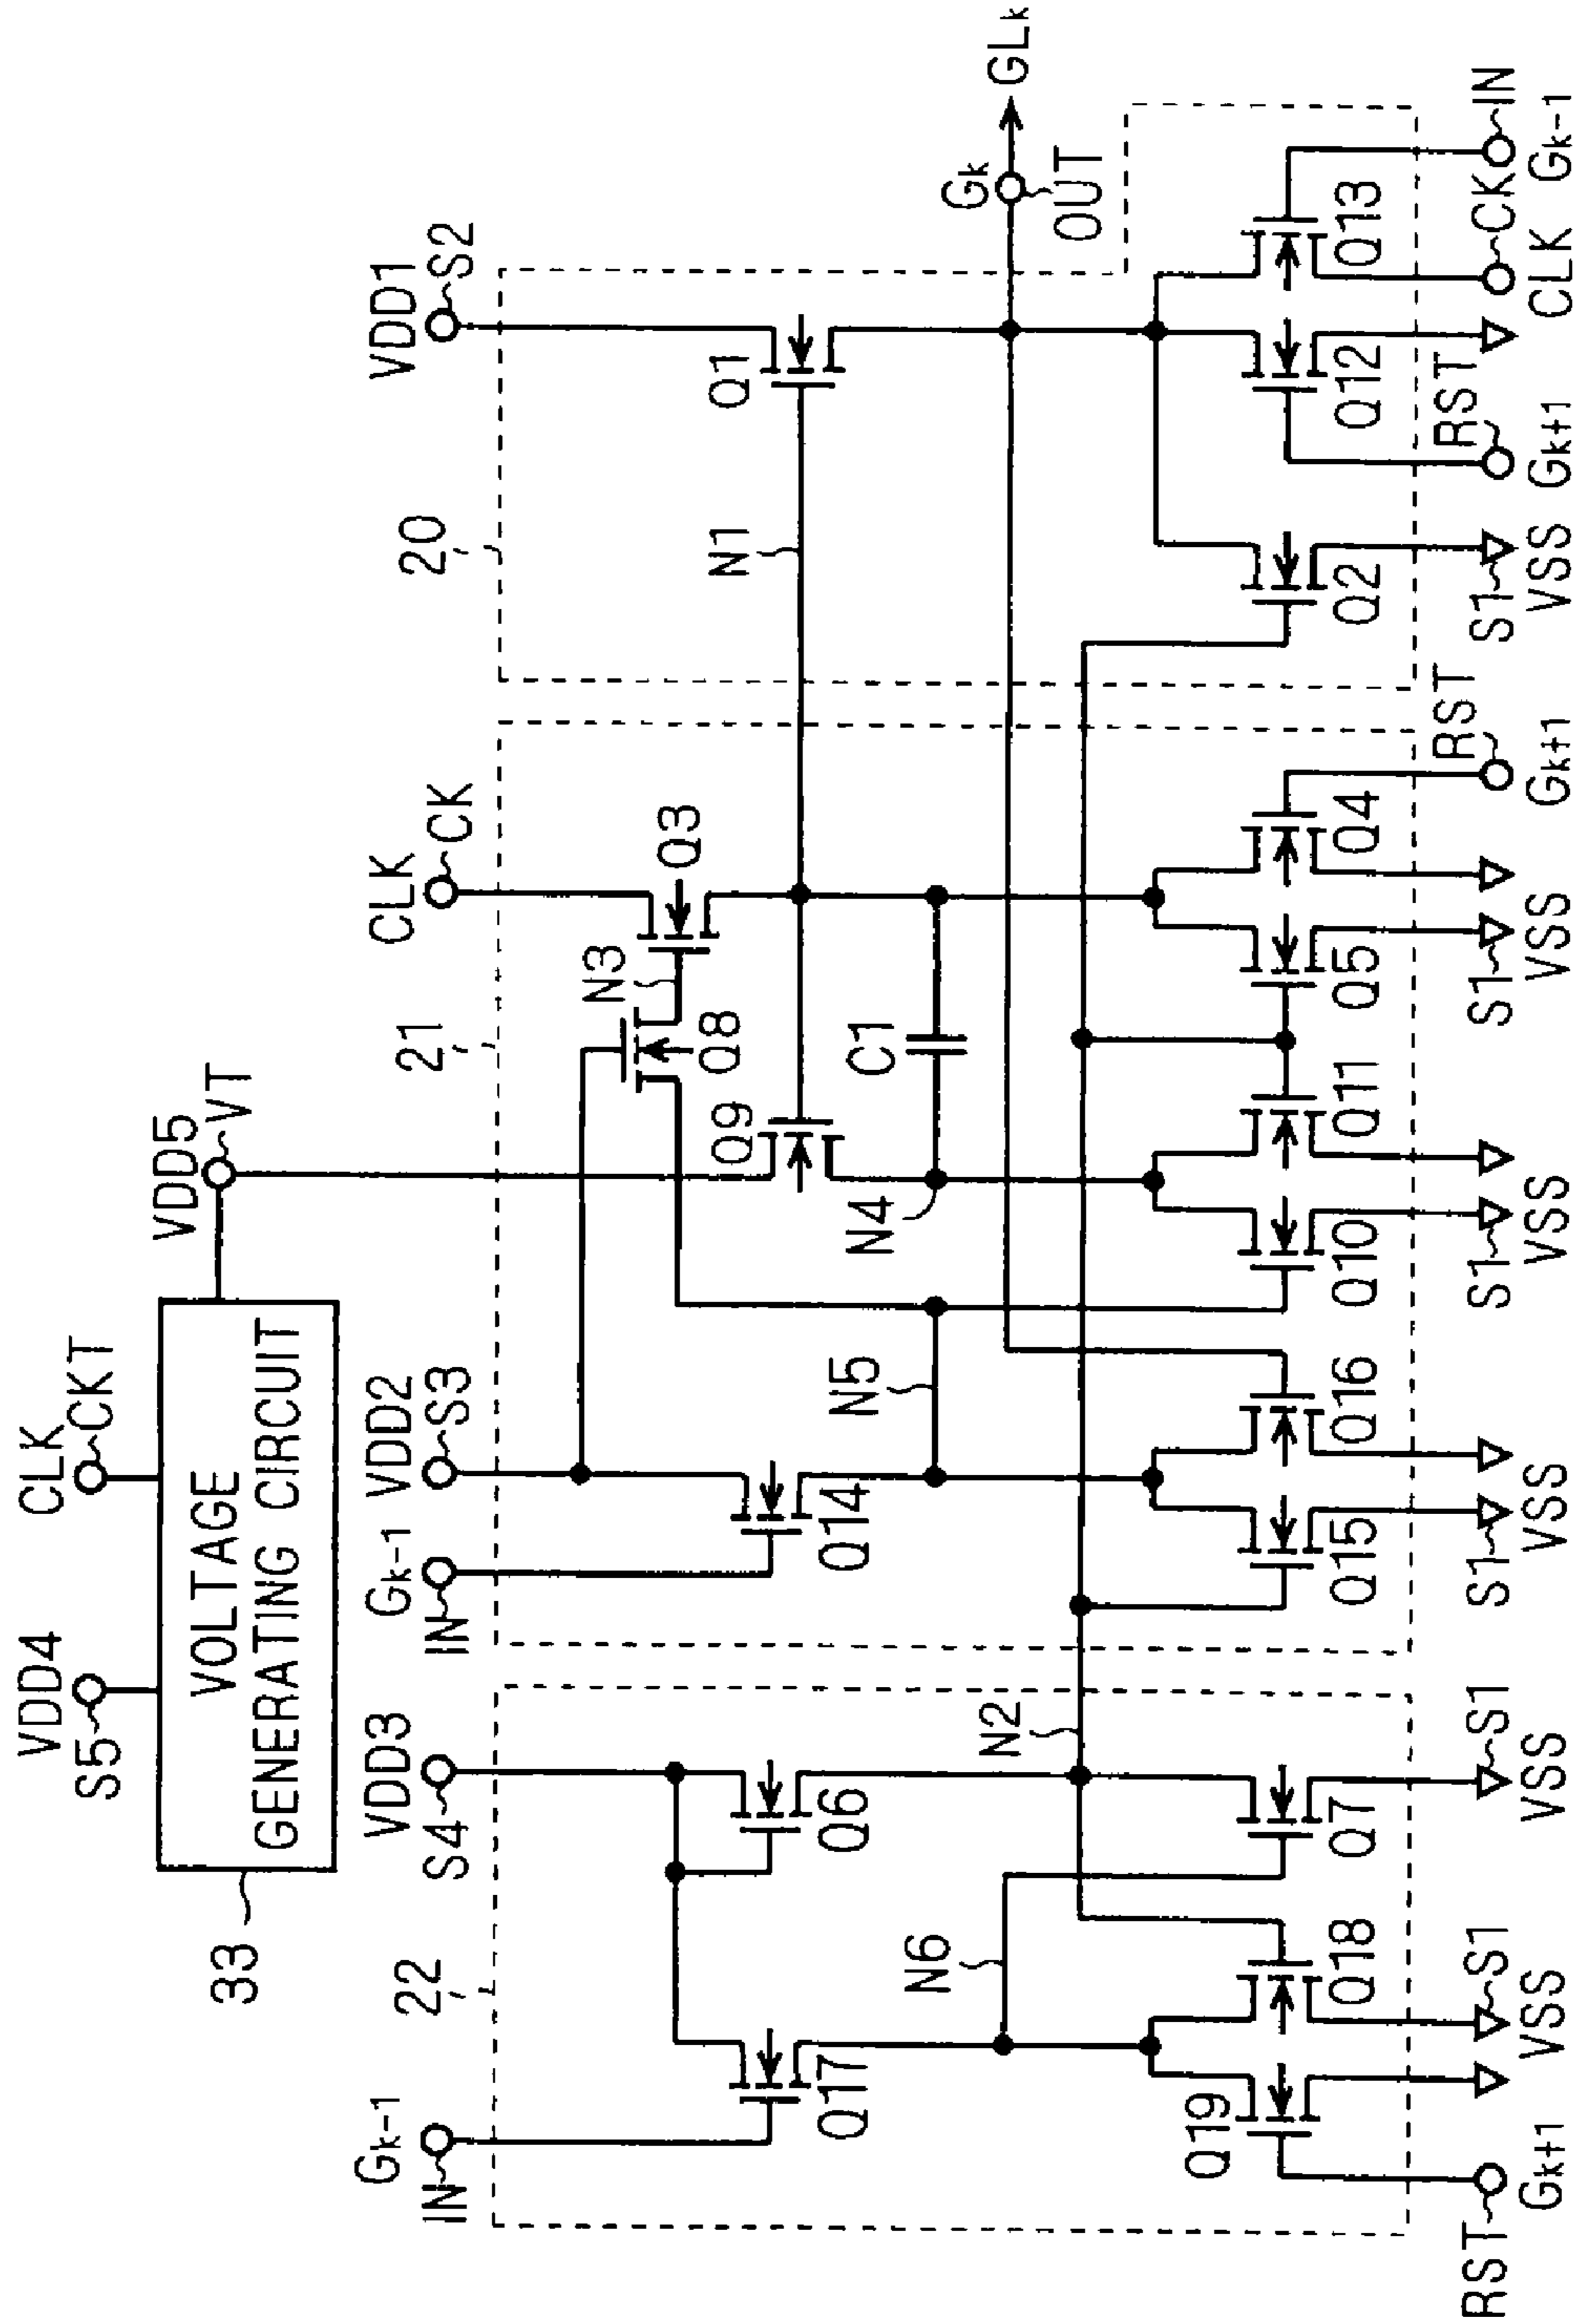 CLK
CKT
VDD4
S5
VOLTAGE
GENERATING CIRCUIT
33
VDD5
VT
Gk-1
IN
VDD3
S4
Gk-1
IN
VDD2
S3
CLK
CK
VDD1
S2
22
21
20
Q17
Q6
Q14
Q8
N3
Q3
Q9
N1
Q1
N6
N2
N5
N4
C1
Gk
OUT
GLk
Q19
Q18
Q7
Q15
Q16
Q10
Q11
Q5
Q4
Q2
Q12
Q13
RST
Gk+1
S1
VSS
S1
VSS
S1
VSS
S1
VSS
S1
VSS
RST
Gk+1
S1
VSS
RST
Gk+1
CK
CLK
IN
Gk-1